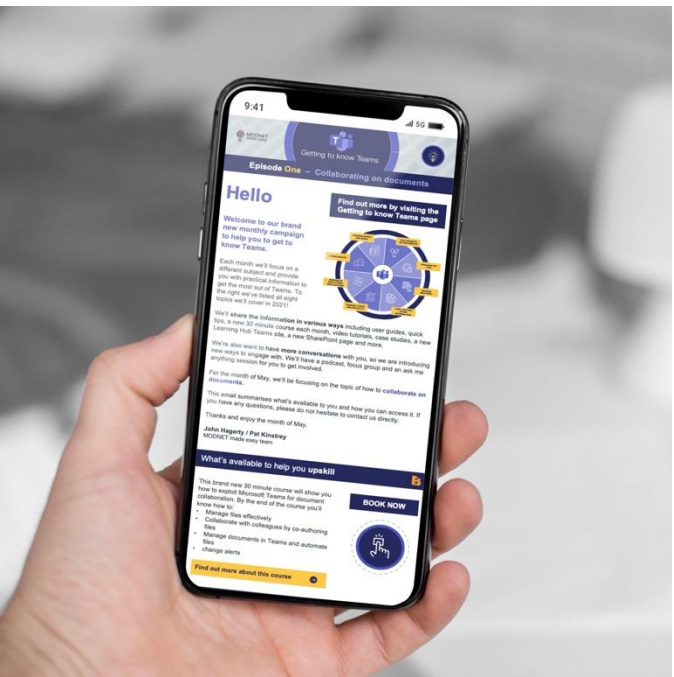 9:41
5G
MODNET
Getting to know Teams
Episode One – Collaborating on documents
Hello
Find out more by visiting the
Getting to know Teams page
Welcome to our brand
new monthly campaign
to help you to get to
know Teams.
Each month we'll focus on a
different subject and provide
you with practical information to
get the most out of Teams. To
the right we've listed all eight
topics we'll cover in 2021!
We'll share the information in various ways including user guides, quick
tips, a new 30 minute course each month, video tutorials, case studies, a new
Learning Hub Teams site, a new SharePoint page and more.
We're also want to have more conversations with you, so we are introducing
new ways to engage with. We'll have a podcast, focus group and an ask me
anything session for you to get involved.
For the month of May, we'll be focusing on the topic of how to collaborate on
documents.
This email summarises what's available to you and how you can access it. If
you have any questions, please do not hesitate to contact us directly.
Thanks and enjoy the month of May.
John Hagerty / Pat Kinstrey
MODNET made easy team
What's available to help you upskill
This brand new 30 minute course will show you
how to exploit Microsoft Teams for document
collaboration. By the end of the course you'll
know how to:
• Manage files effectively
• Collaborate with colleagues by co-authoring
files
• Manage documents in Teams and automate
files
• change alerts
BOOK NOW
Find out more about this course